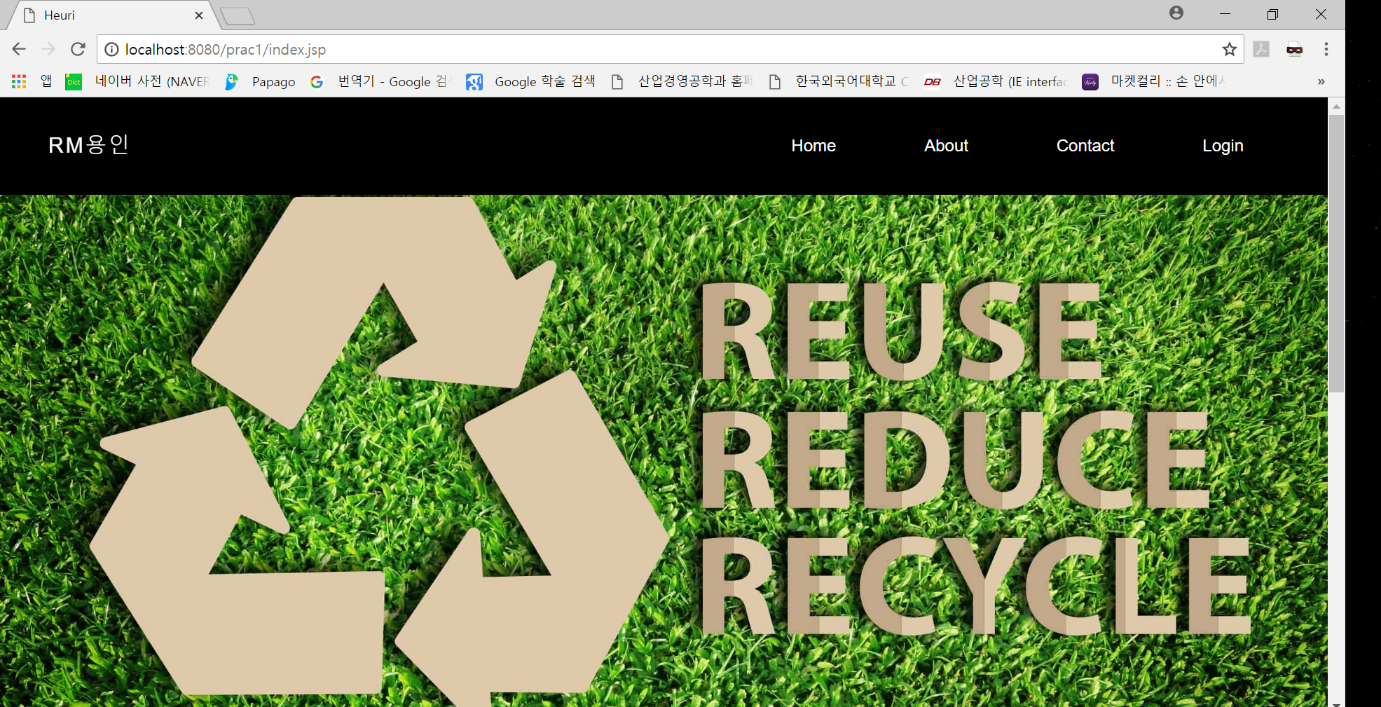 Heuri
localhost:8080/prac1/index.jsp
앱 네이버 사전 (NAVER Papago 번역기 - Google 검 Google 학술 검색 산업경영공학과 홈페 한국외국어대학교 C 산업공학 (IE interfac 마켓컬리 :: 손 안에서 »
RM용인 Home About Contact Login
REUSE
REDUCE
RECYCLE